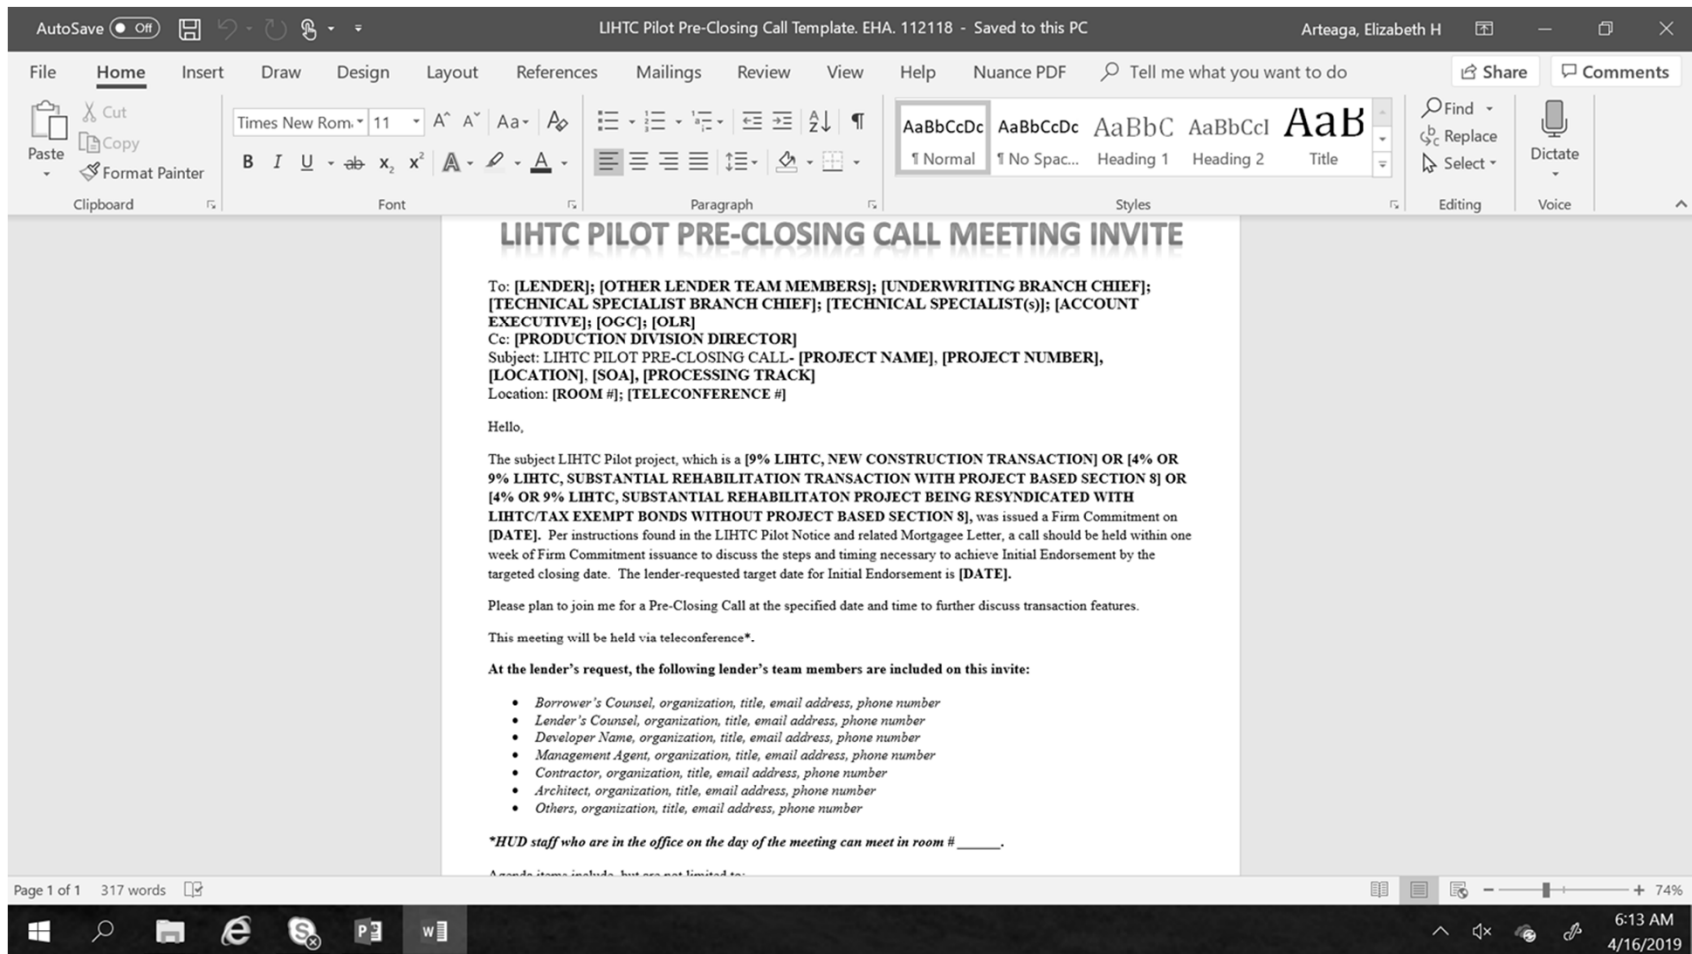 AutoSave Off LIHTC Pilot Pre-Closing Call Template. EHA. 112118 - Saved to this PC Arteaga, Elizabeth H
File Home Insert Draw Design Layout References Mailings Review View Help Nuance PDF Tell me what you want to do Share Comments
Paste
Cut
Copy
Format Painter
Clipboard
Times New Rom. 11
Font
Paragraph
AaBbCcDc AaBbCcDc AaBbC AaBbCcI AaB
¶ Normal ¶ No Spac... Heading 1 Heading 2 Title
Styles
Find
Replace
Select
Editing
Dictate
Voice
LIHTC PILOT PRE-CLOSING CALL MEETING INVITE
To: [LENDER]; [OTHER LENDER TEAM MEMBERS]; [UNDERWRITING BRANCH CHIEF];
[TECHNICAL SPECIALIST BRANCH CHIEF]; [TECHNICAL SPECIALIST(s)]; [ACCOUNT
EXECUTIVE]; [OGC]; [OLR]
Cc: [PRODUCTION DIVISION DIRECTOR]
Subject: LIHTC PILOT PRE-CLOSING CALL- [PROJECT NAME], [PROJECT NUMBER],
[LOCATION], [SOA], [PROCESSING TRACK]
Location: [ROOM #]; [TELECONFERENCE #]
Hello,
The subject LIHTC Pilot project, which is a [9% LIHTC, NEW CONSTRUCTION TRANSACTION] OR [4% OR
9% LIHTC, SUBSTANTIAL REHABILITATION TRANSACTION WITH PROJECT BASED SECTION 8] OR
[4% OR 9% LIHTC, SUBSTANTIAL REHABILITATON PROJECT BEING RESYNDICATED WITH
LIHTC/TAX EXEMPT BONDS WITHOUT PROJECT BASED SECTION 8], was issued a Firm Commitment on
[DATE]. Per instructions found in the LIHTC Pilot Notice and related Mortgagee Letter, a call should be held within one
week of Firm Commitment issuance to discuss the steps and timing necessary to achieve Initial Endorsement by the
targeted closing date. The lender-requested target date for Initial Endorsement is [DATE].
Please plan to join me for a Pre-Closing Call at the specified date and time to further discuss transaction features.
This meeting will be held via teleconference*.
At the lender's request, the following lender's team members are included on this invite:
• Borrower's Counsel, organization, title, email address, phone number
• Lender's Counsel, organization, title, email address, phone number
• Developer Name, organization, title, email address, phone number
• Management Agent, organization, title, email address, phone number
• Contractor, organization, title, email address, phone number
• Architect, organization, title, email address, phone number
• Others, organization, title, email address, phone number
*HUD staff who are in the office on the day of the meeting can meet in room # ______.
Agenda items include, but are not limited to:
Page 1 of 1 317 words 74%
6:13 AM
4/16/2019